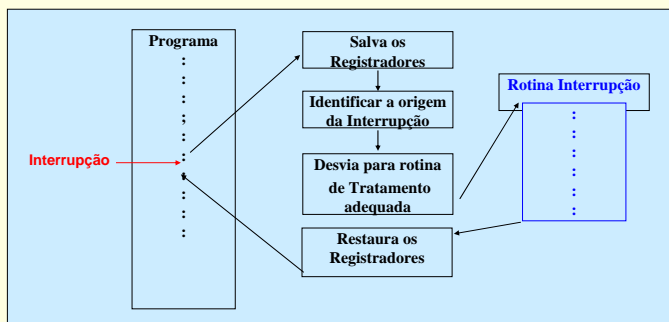 Programa
Interrupção
Salva os
Registradores
Identificar a origem
da Interrupção
Desvia para rotina
de Tratamento
adequada
Restaura os
Registradores
Rotina Interrupção